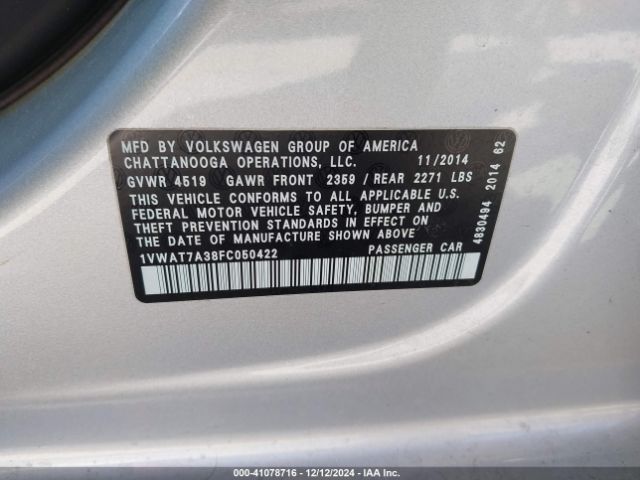 MFD BY VOLKSWAGEN GROUP OF AMERICA
CHATTANOOGA OPERATIONS, LLC. 11/2014
GVWR 4519 GAWR FRONT 2359 / REAR 2271 LBS
THIS VEHICLE CONFORMS TO ALL APPLICABLE U.S.
FEDERAL MOTOR VEHICLE SAFETY, BUMPER AND
THEFT PREVENTION STANDARDS IN EFFECT ON
THE DATE OF MANUFACTURE SHOWN ABOVE
1VWAT7A38FC050422 PASSENGER CAR
4830494 2014 62
000-41078716 - 12/12/2024 - IAA Inc.